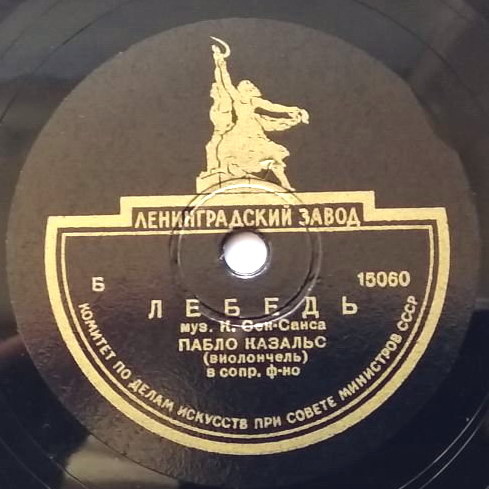 ЛЕНИНГРАДСКИЙ ЗАВОД
Б 15060
ЛЕБЕДЬ
муз. К. Сен-Санса
ПАБЛО КАЗАЛЬС
(виолончель)
в сопр. ф-но
КОМИТЕТ ПО ДЕЛАМ ИСКУССТВ ПРИ СОВЕТЕ МИНИСТРОВ СССР